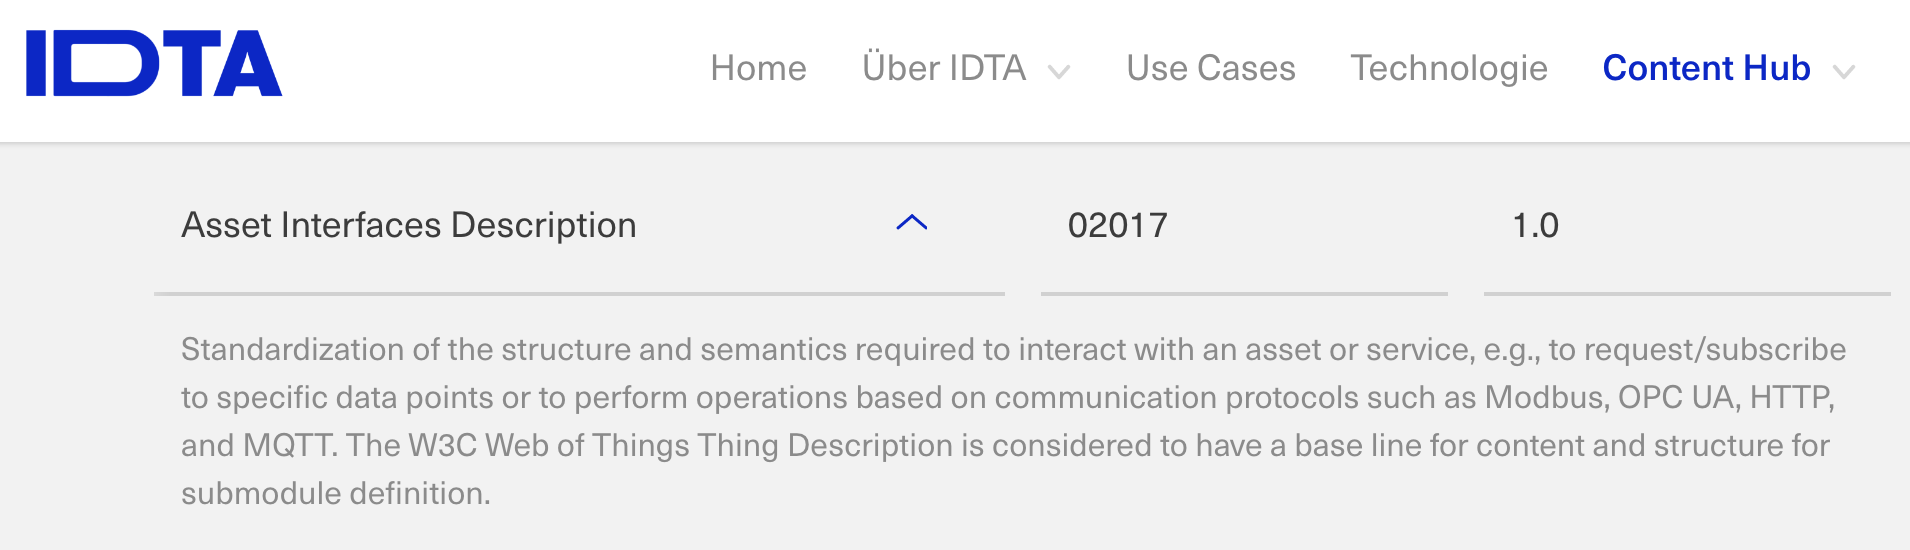 IDTA
Home Über IDTA Use Cases Technologie Content Hub
Asset Interfaces Description 02017 1.0
Standardization of the structure and semantics required to interact with an asset or service, e.g., to request/subscribe
to specific data points or to perform operations based on communication protocols such as Modbus, OPC UA, HTTP,
and MQTT. The W3C Web of Things Thing Description is considered to have a base line for content and structure for
submodule definition.